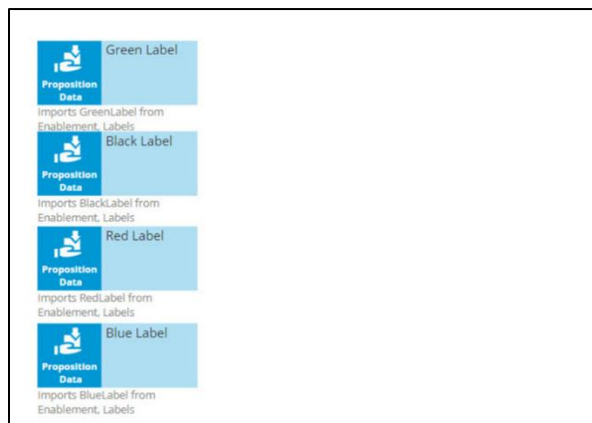 Green Label
Proposition
Data
Imports GreenLabel from
Enablement, Labels
Black Label
Proposition
Data
Imports BlackLabel from
Enablement, Labels
Red Label
Proposition
Data
Imports RedLabel from
Enablement, Labels
Blue Label
Proposition
Data
Imports BlueLabel from
Enablement, Labels